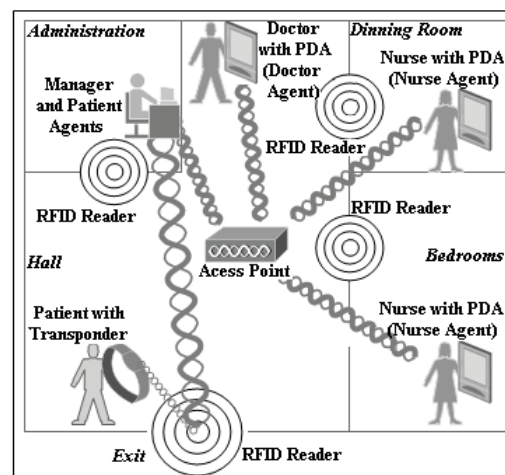 Administration
Doctor
with PDA
(Doctor
Agent)
Dinning Room
Nurse with PDA
(Nurse Agent)
Manager
and Patient
Agents
RFID Reader
RFID Reader
RFID Reader
Hall
Acess Point
Bedrooms
Patient with
Transponder
Nurse with PDA
(Nurse Agent)
Exit
RFID Reader